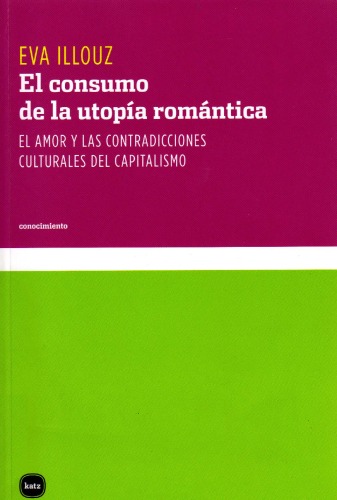 EVA ILLOUZ
El consumo
de la utopía romántica
EL AMOR Y LAS CONTRADICCIONES
CULTURALES DEL CAPITALISMO
conocimiento
katz